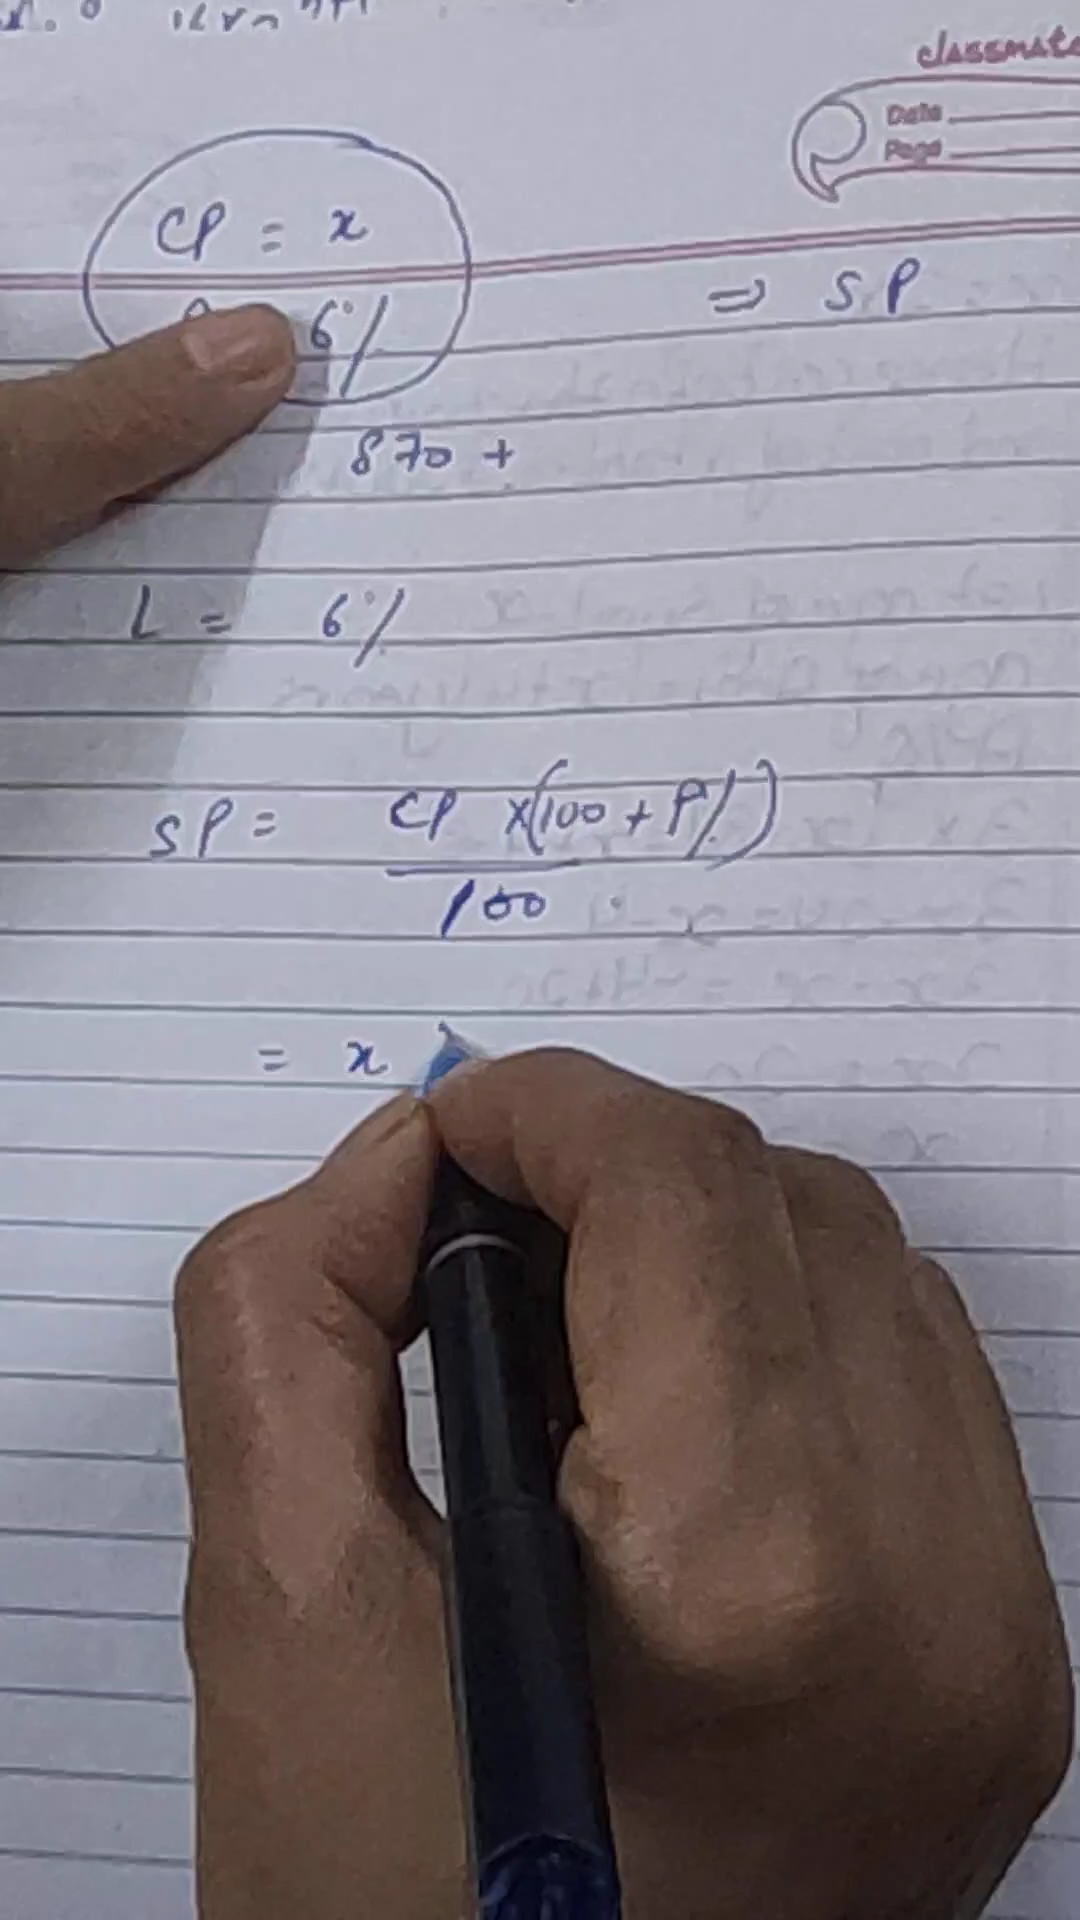 classmate
Date
Page
CP = x
6%
⇒ SP
870 +
L = 6%
SP = CP x(100 + P%)
100
= x